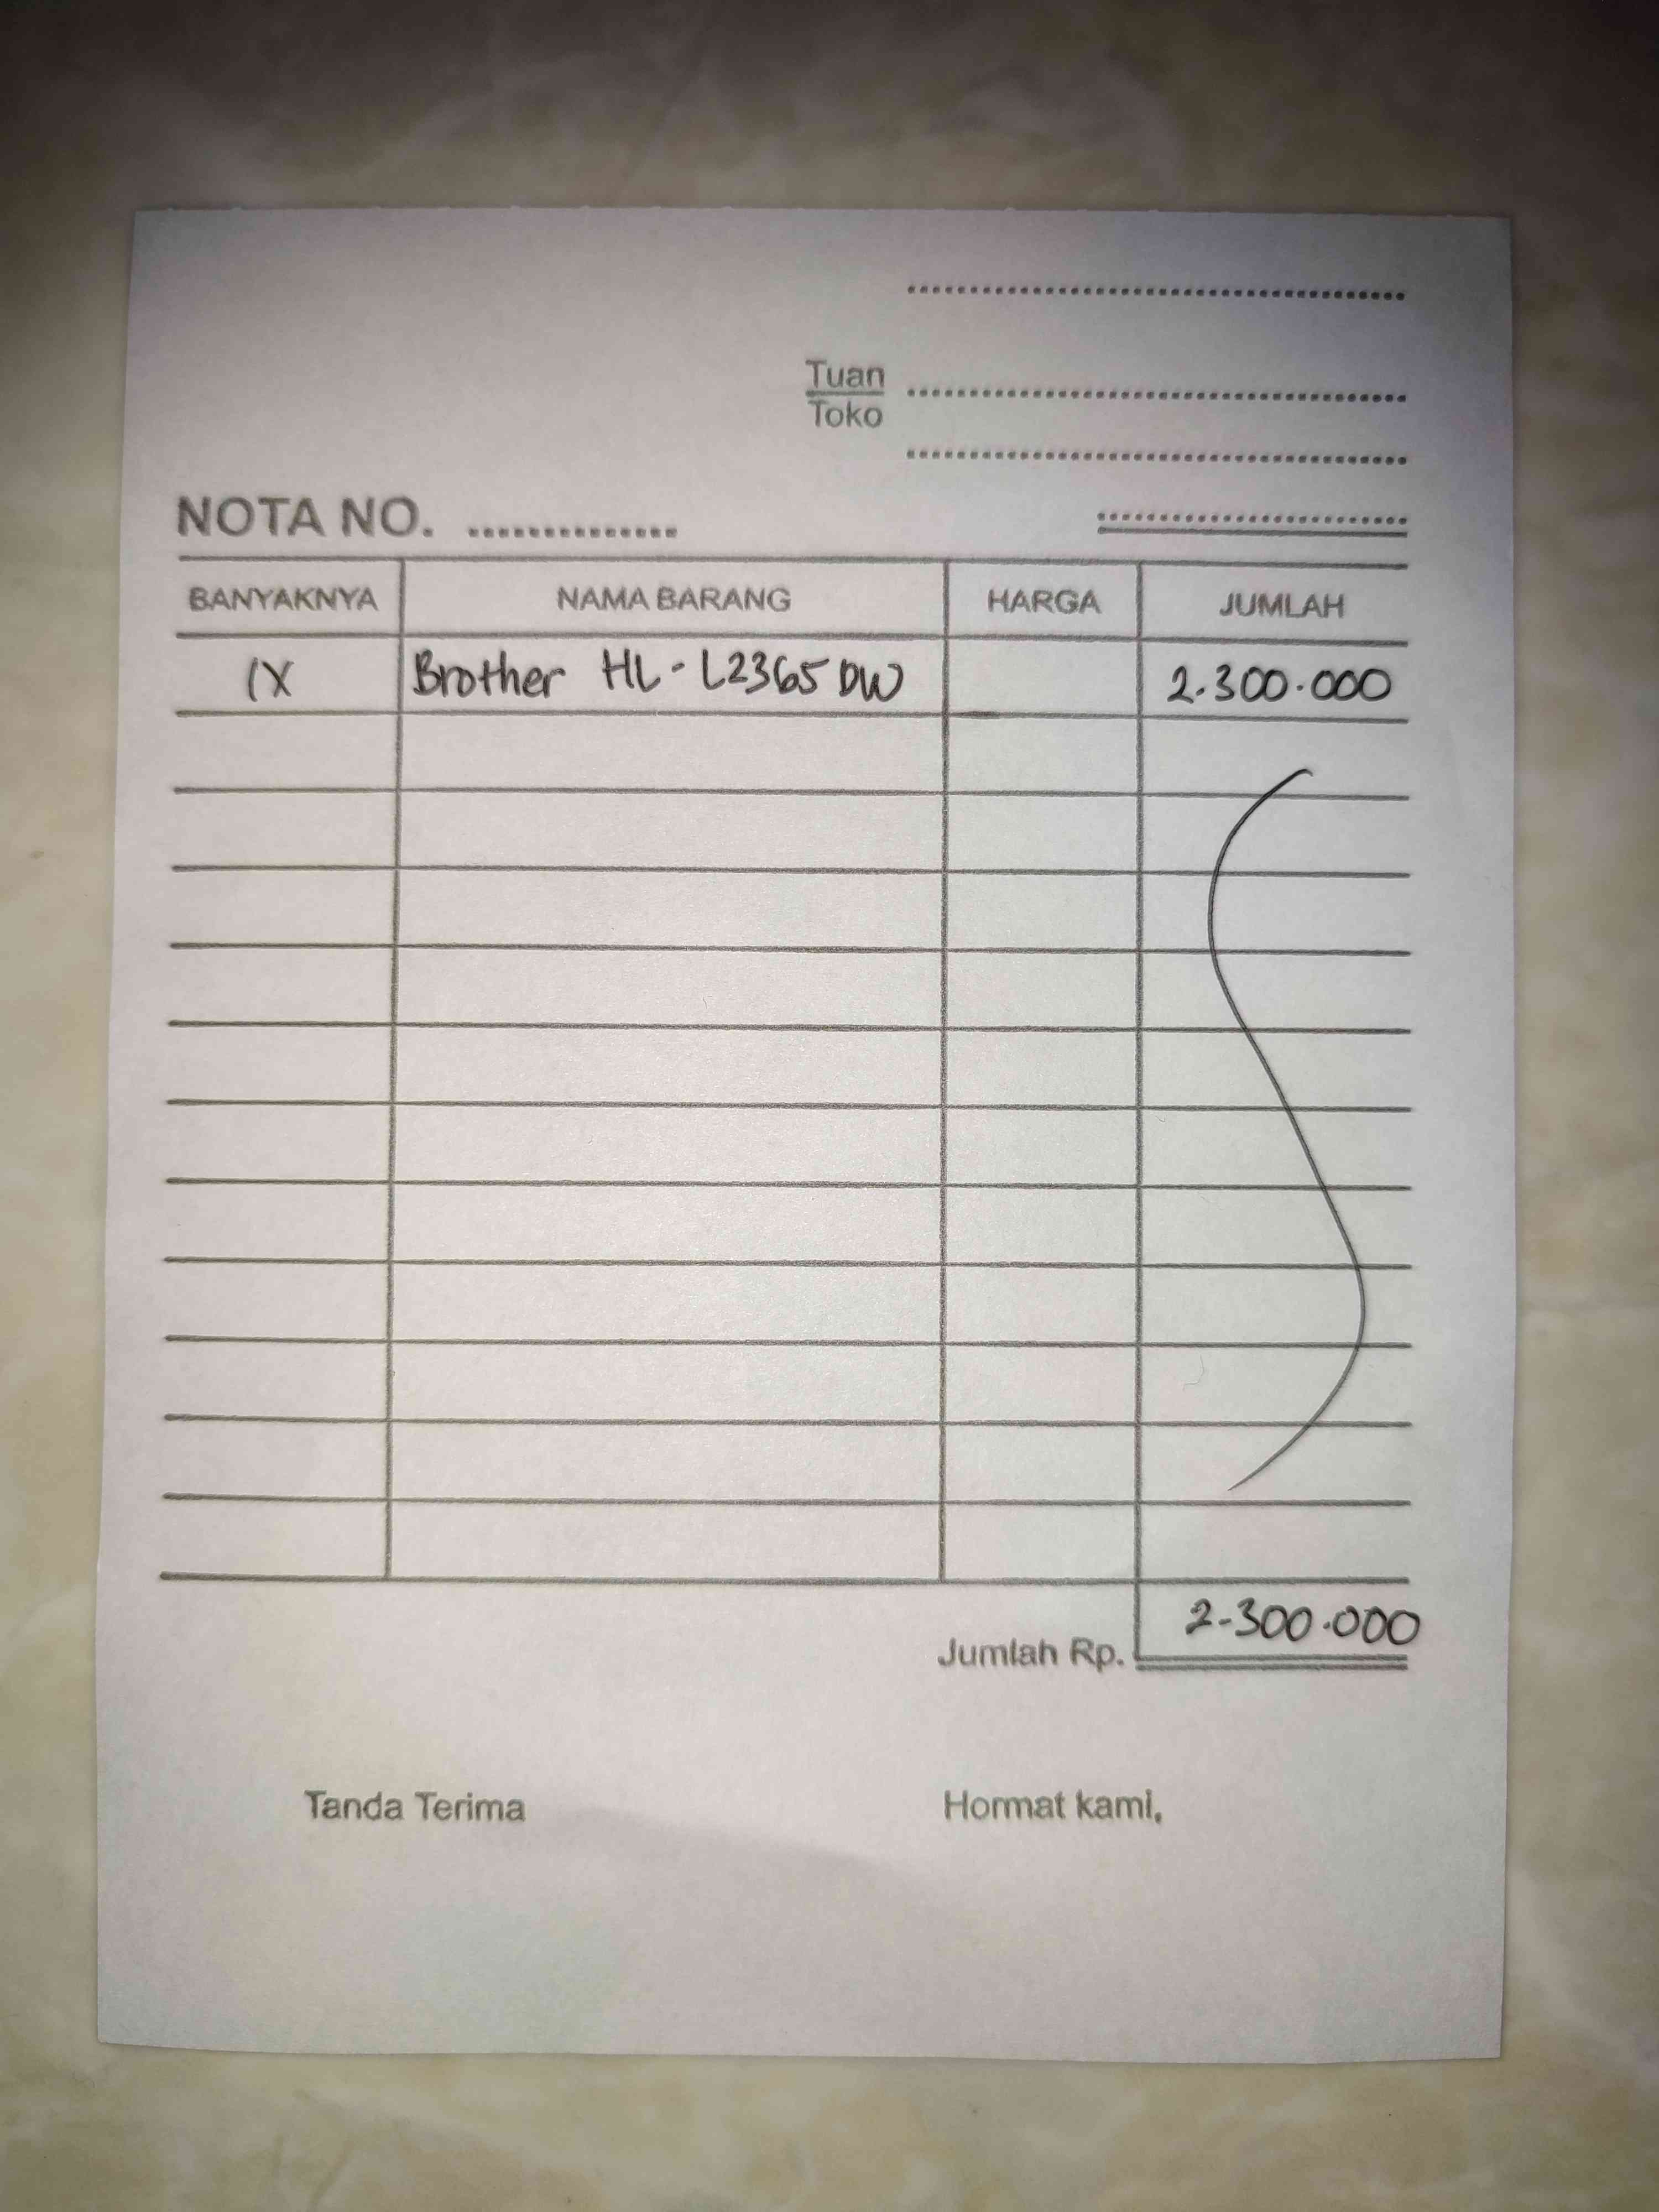 Tuan
Toko
NOTA NO. ..............
BANYAKNYA NAMA BARANG HARGA JUMLAH
1X Brother HL-L2365DW 2.300.000
Jumlah Rp. 2-300.000
Tanda Terima Hormat kami,